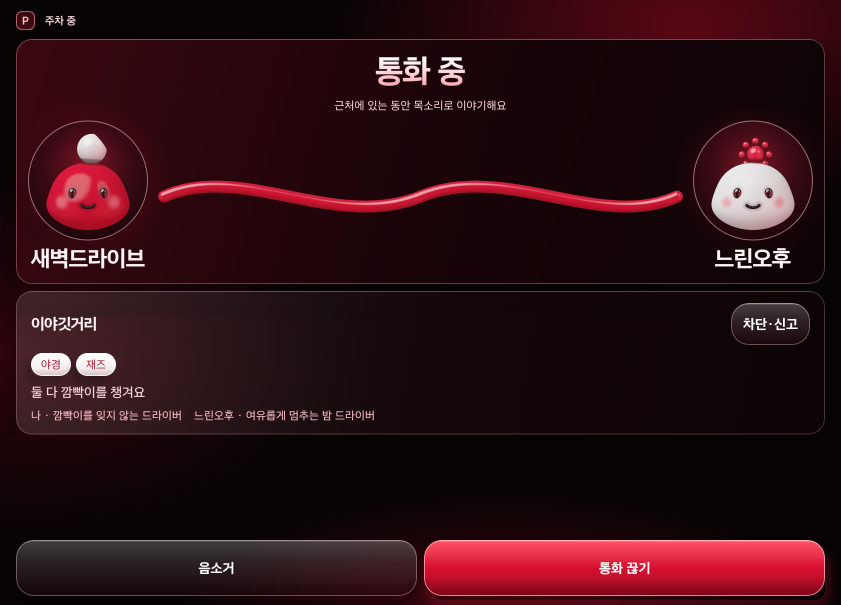 P 주차 중
통화 중
근처에 있는 동안 목소리로 이야기해요
새벽드라이브
느린오후
이야깃거리
차단·신고
야경 재즈
둘 다 깜빡이를 챙겨요
나 · 깜빡이를 잊지 않는 드라이버 느린오후 · 여유롭게 멈추는 밤 드라이버
음소거
통화 끊기